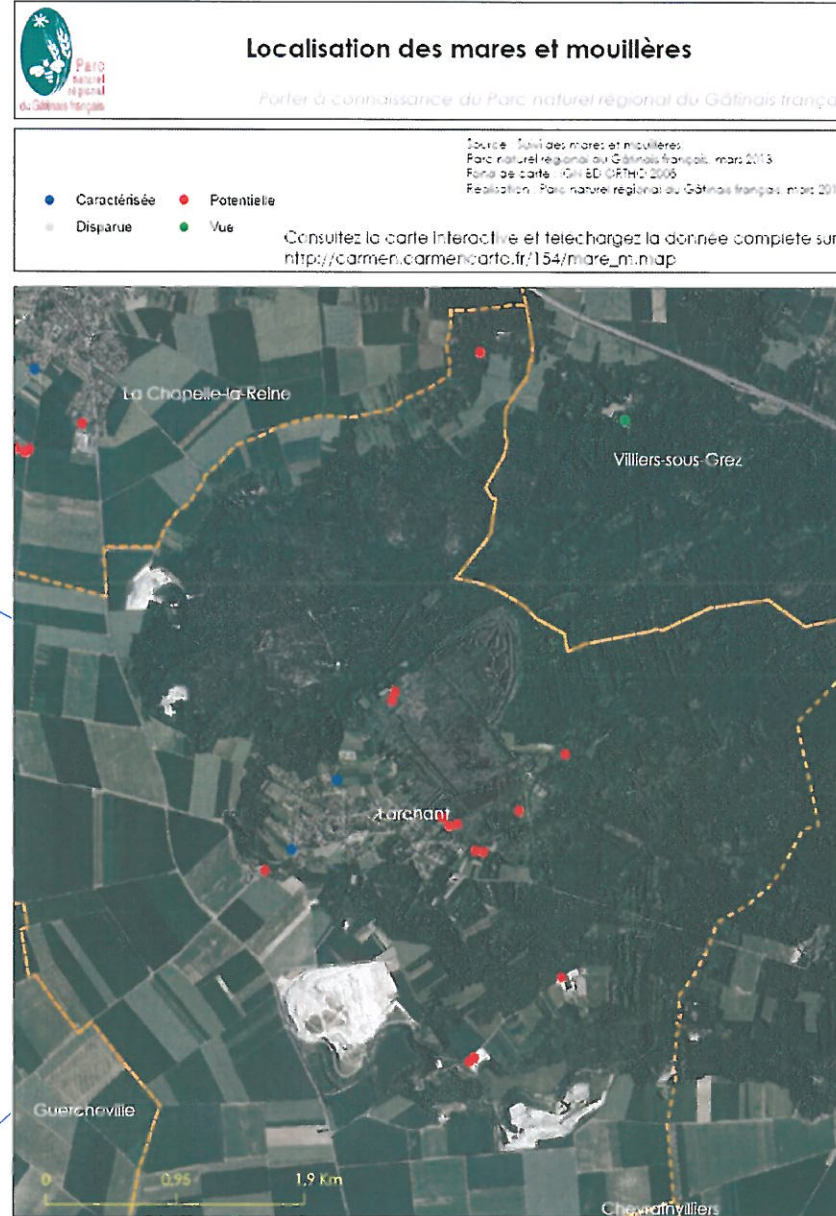 Parc
naturel
régional
du Gâtinais français
Localisation des mares et mouillères
Porter à connaissance du Parc naturel régional du Gâtinais frança
Source : Suivi des mares et mouillères,
Parc naturel régional du Gâtinais français, mars 2013
Fond de carte : IGN BD ORTHO 2008
Réalisation : Parc naturel régional du Gâtinais français, mars 201
Caractérisée
Potentielle
Disparue
Vue
Consultez la carte interactive et téléchargez la donnée complète sur
http://carmen.carmencarto.fr/154/mare_m.map
La Chapelle-la-Reine
Villiers-sous-Grez
Larchant
Guercheville
0 0,95 1,9 Km
Chevrainvilliers